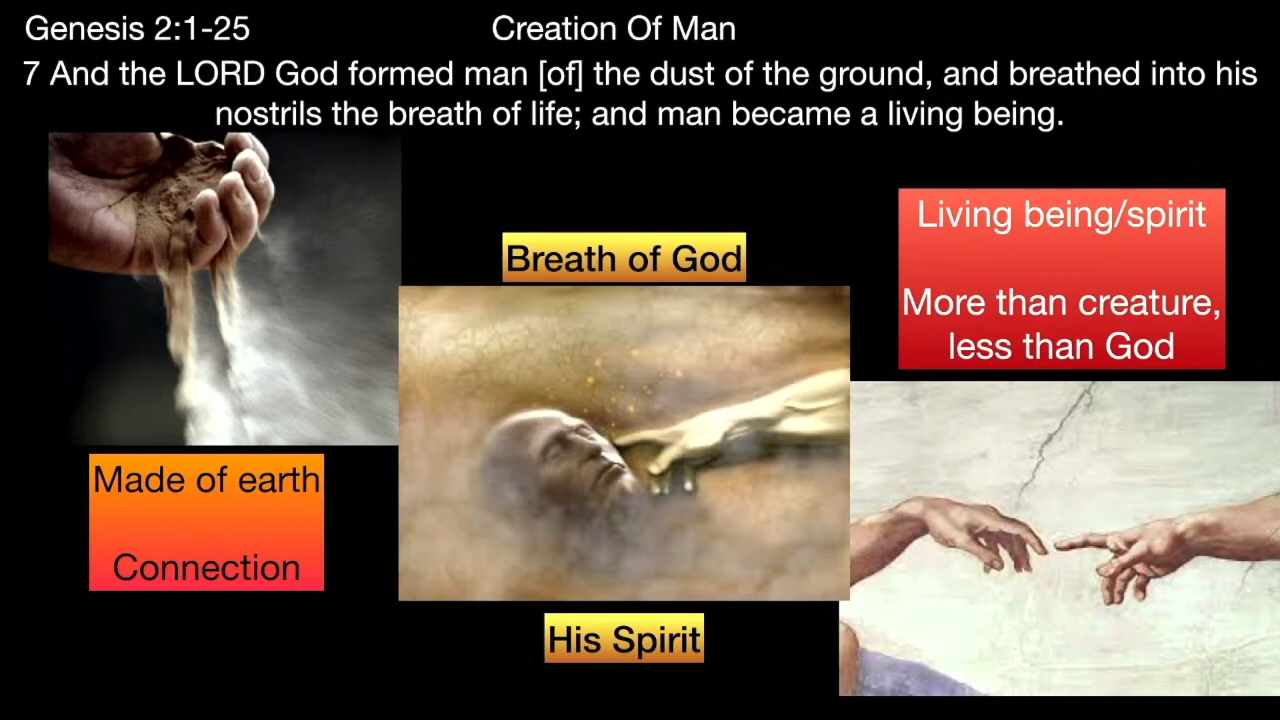 Genesis 2:1-25
Creation Of Man
7 And the LORD God formed man [of] the dust of the ground, and breathed into his
nostrils the breath of life; and man became a living being.
Living being/spirit
More than creature,
less than God
Breath of God
Made of earth
Connection
His Spirit